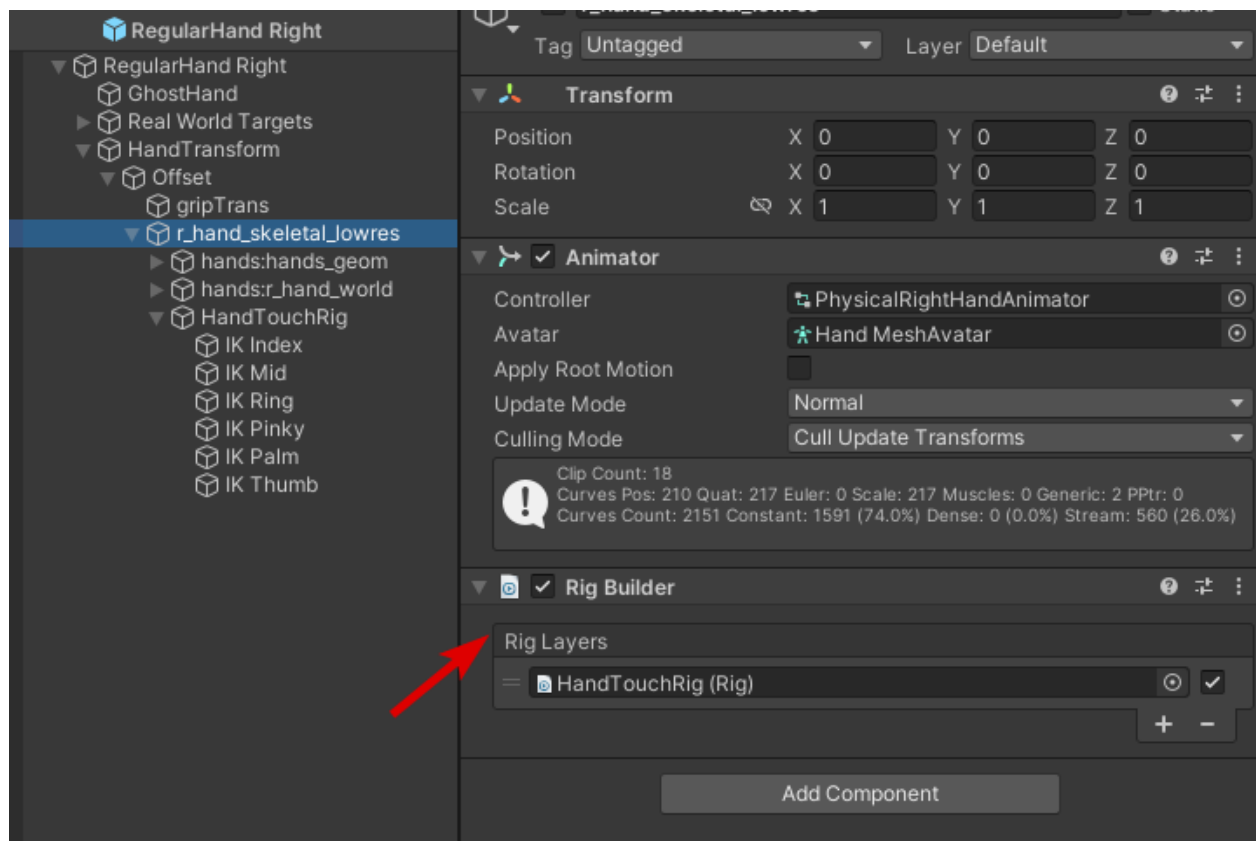 RegularHand Right
RegularHand Right
GhostHand
Real World Targets
HandTransform
Offset
gripTrans
r_hand_skeletal_lowres
hands:hands_geom
hands:r_hand_world
HandTouchRig
IK Index
IK Mid
IK Ring
IK Pinky
IK Palm
IK Thumb
Tag Untagged Layer Default
Transform
Position X 0 Y 0 Z 0
Rotation X 0 Y 0 Z 0
Scale X 1 Y 1 Z 1
Animator
Controller PhysicalRightHandAnimator
Avatar Hand MeshAvatar
Apply Root Motion
Update Mode Normal
Culling Mode Cull Update Transforms
Clip Count: 18
Curves Pos: 210 Quat: 217 Euler: 0 Scale: 217 Muscles: 0 Generic: 2 PPtr: 0
Curves Count: 2151 Constant: 1591 (74.0%) Dense: 0 (0.0%) Stream: 560 (26.0%)
Rig Builder
Rig Layers
HandTouchRig (Rig)
Add Component